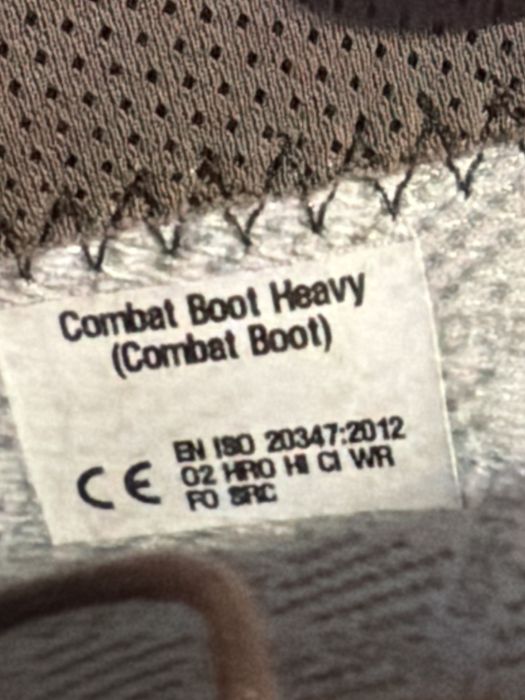 Combat Boot Heavy
(Combat Boot)
EN ISO 20347:2012
CE O2 HRO HI CI WR
FO SRC